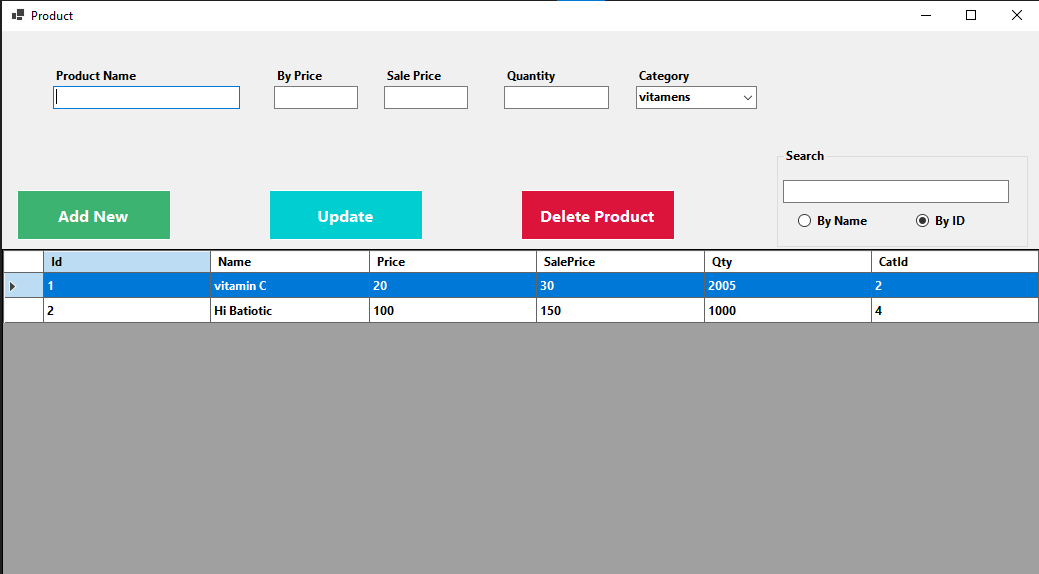 Product
Product Name By Price Sale Price Quantity Category
vitamens
Search
By Name By ID
Add New Update Delete Product
Id Name Price SalePrice Qty CatId
1 vitamin C 20 30 2005 2
2 Hi Batiotic 100 150 1000 4